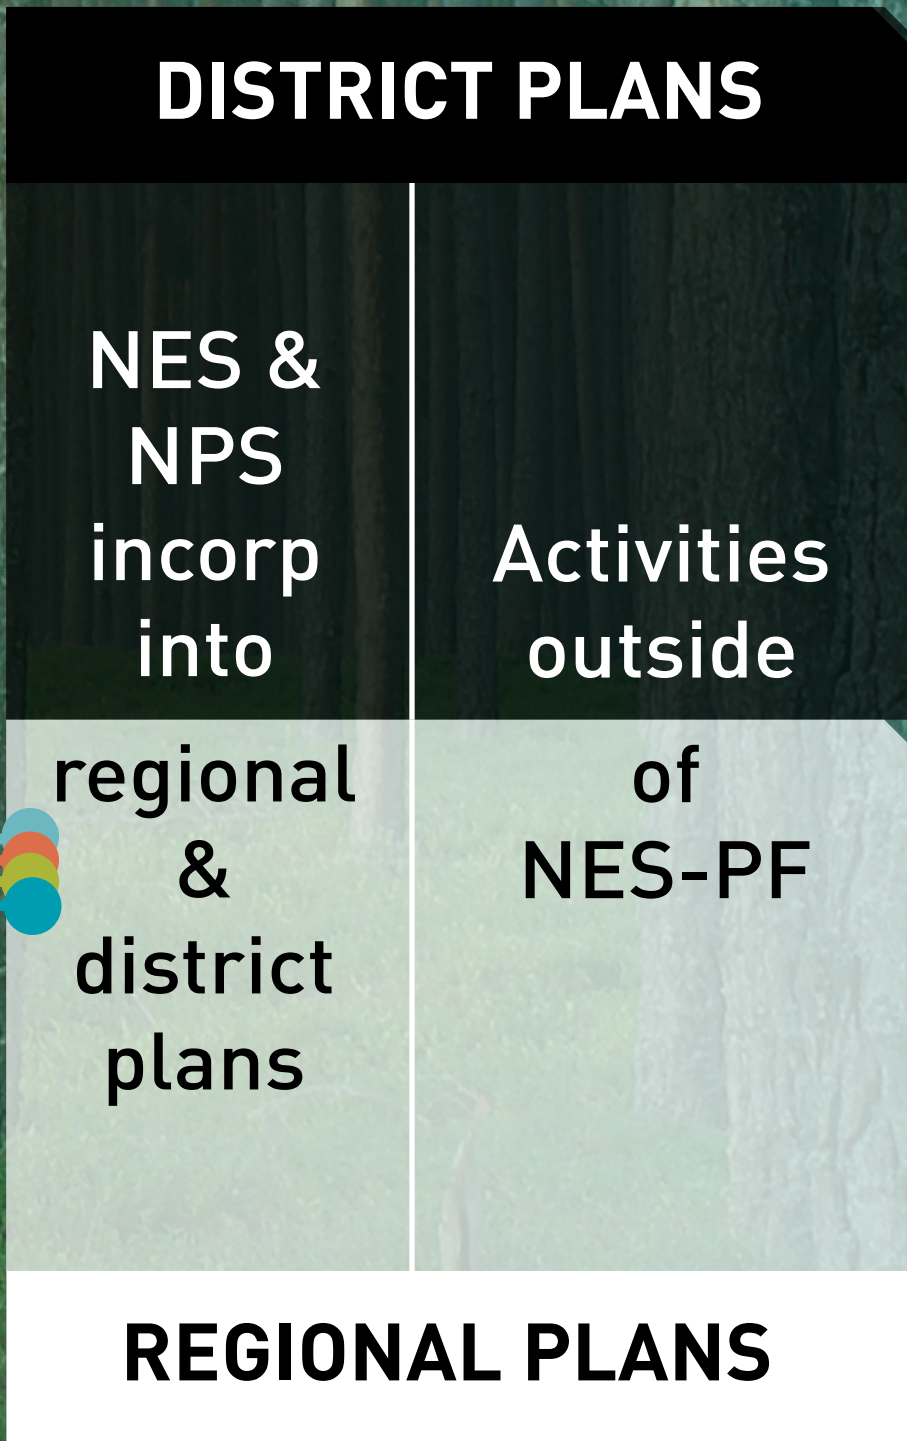 DISTRICT PLANS
NES &
NPS
incorp
into
regional
&
district
plans
Activities
outside
of
NES-PF
REGIONAL PLANS